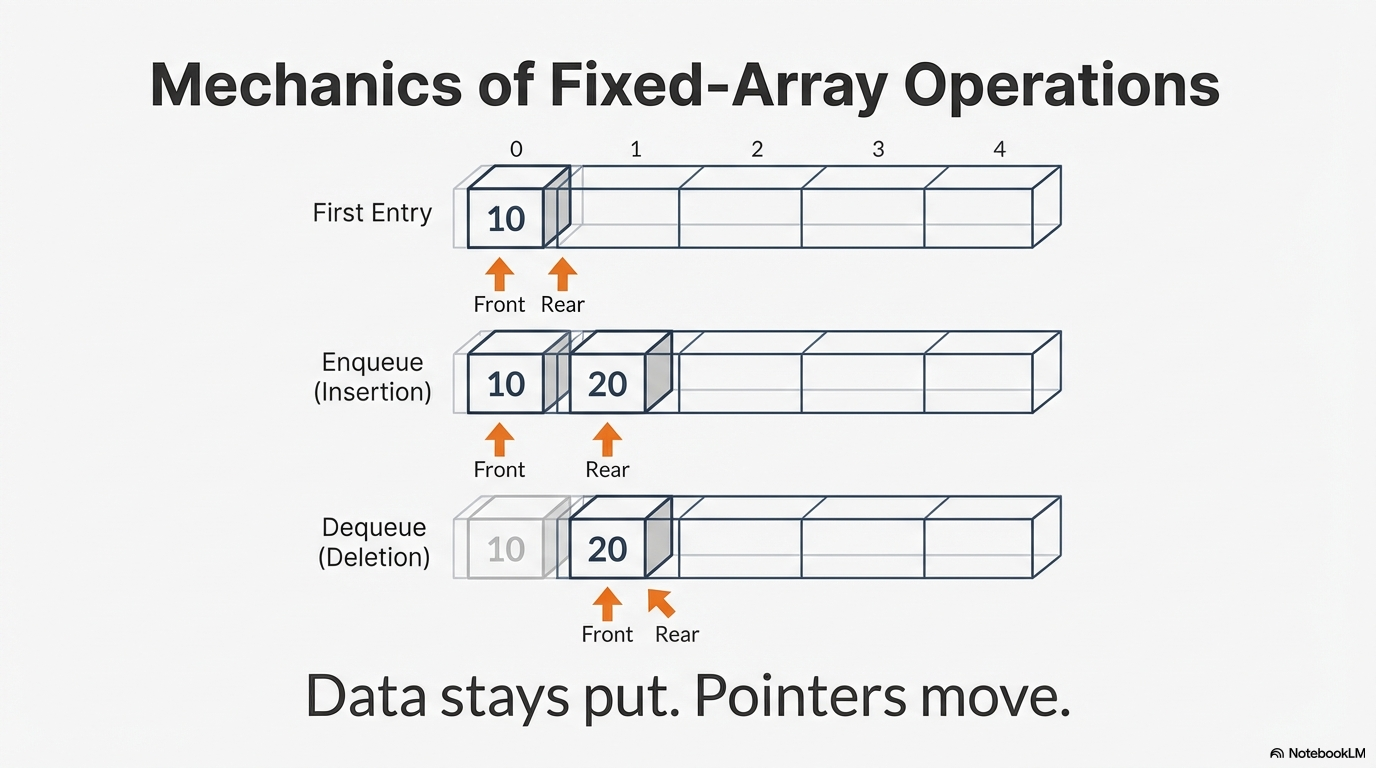 Mechanics of Fixed-Array Operations
0 1 2 3 4
First Entry
10
Front Rear
Enqueue
(Insertion)
10 20
Front Rear
Dequeue
(Deletion)
10 20
Front Rear
Data stays put. Pointers move.
NotebookLM